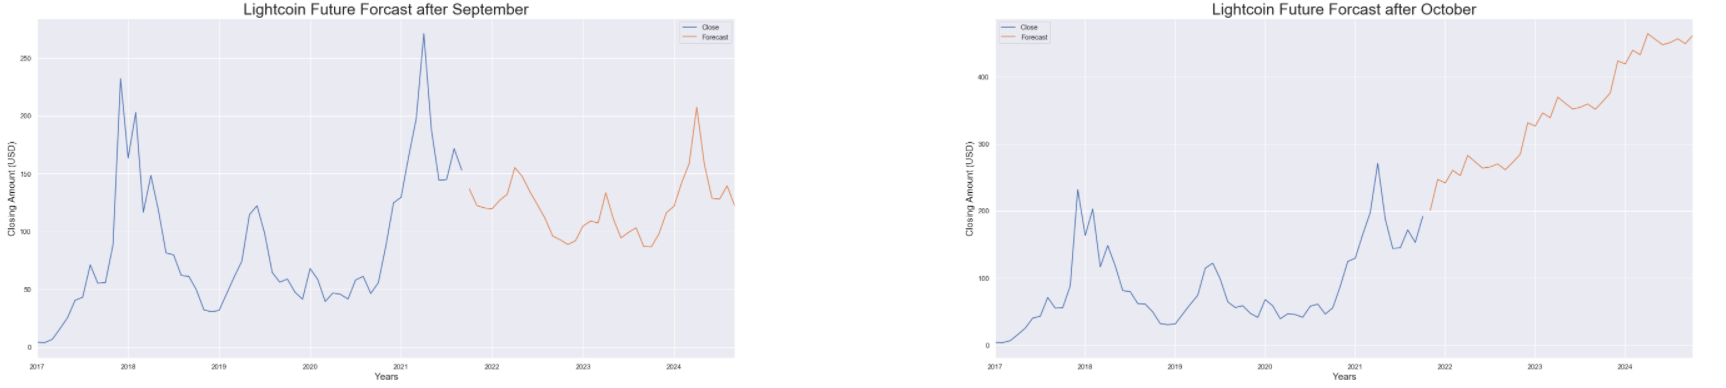 Lightcoin Future Forcast after September
Close
Forecast
250
200
150
100
50
0
Closing Amount (USD)
2017 2018 2019 2020 2021 2022 2023 2024
Years
Lightcoin Future Forcast after October
Close
Forecast
400
300
200
100
0
Closing Amount (USD)
2017 2018 2019 2020 2021 2022 2023 2024
Years